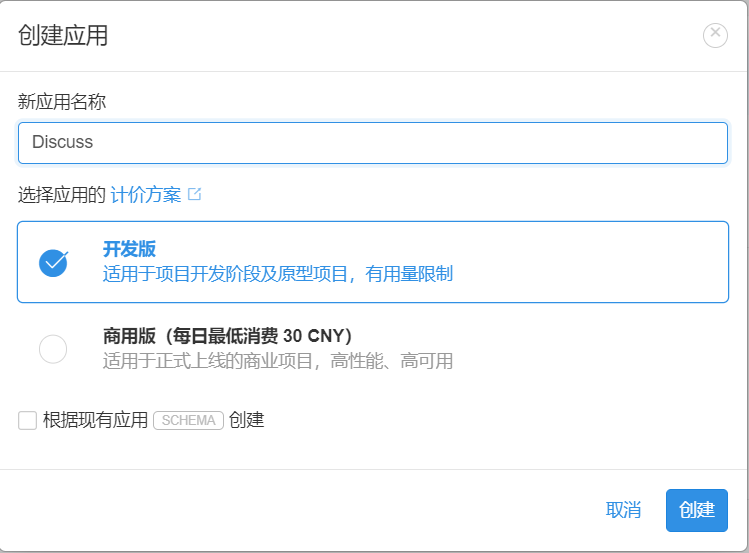 创建应用
新应用名称
Discuss
选择应用的 计价方案
开发版
适用于项目开发阶段及原型项目，有用量限制
商用版（每日最低消费 30 CNY）
适用于正式上线的商业项目，高性能、高可用
根据现有应用 SCHEMA 创建
取消 创建